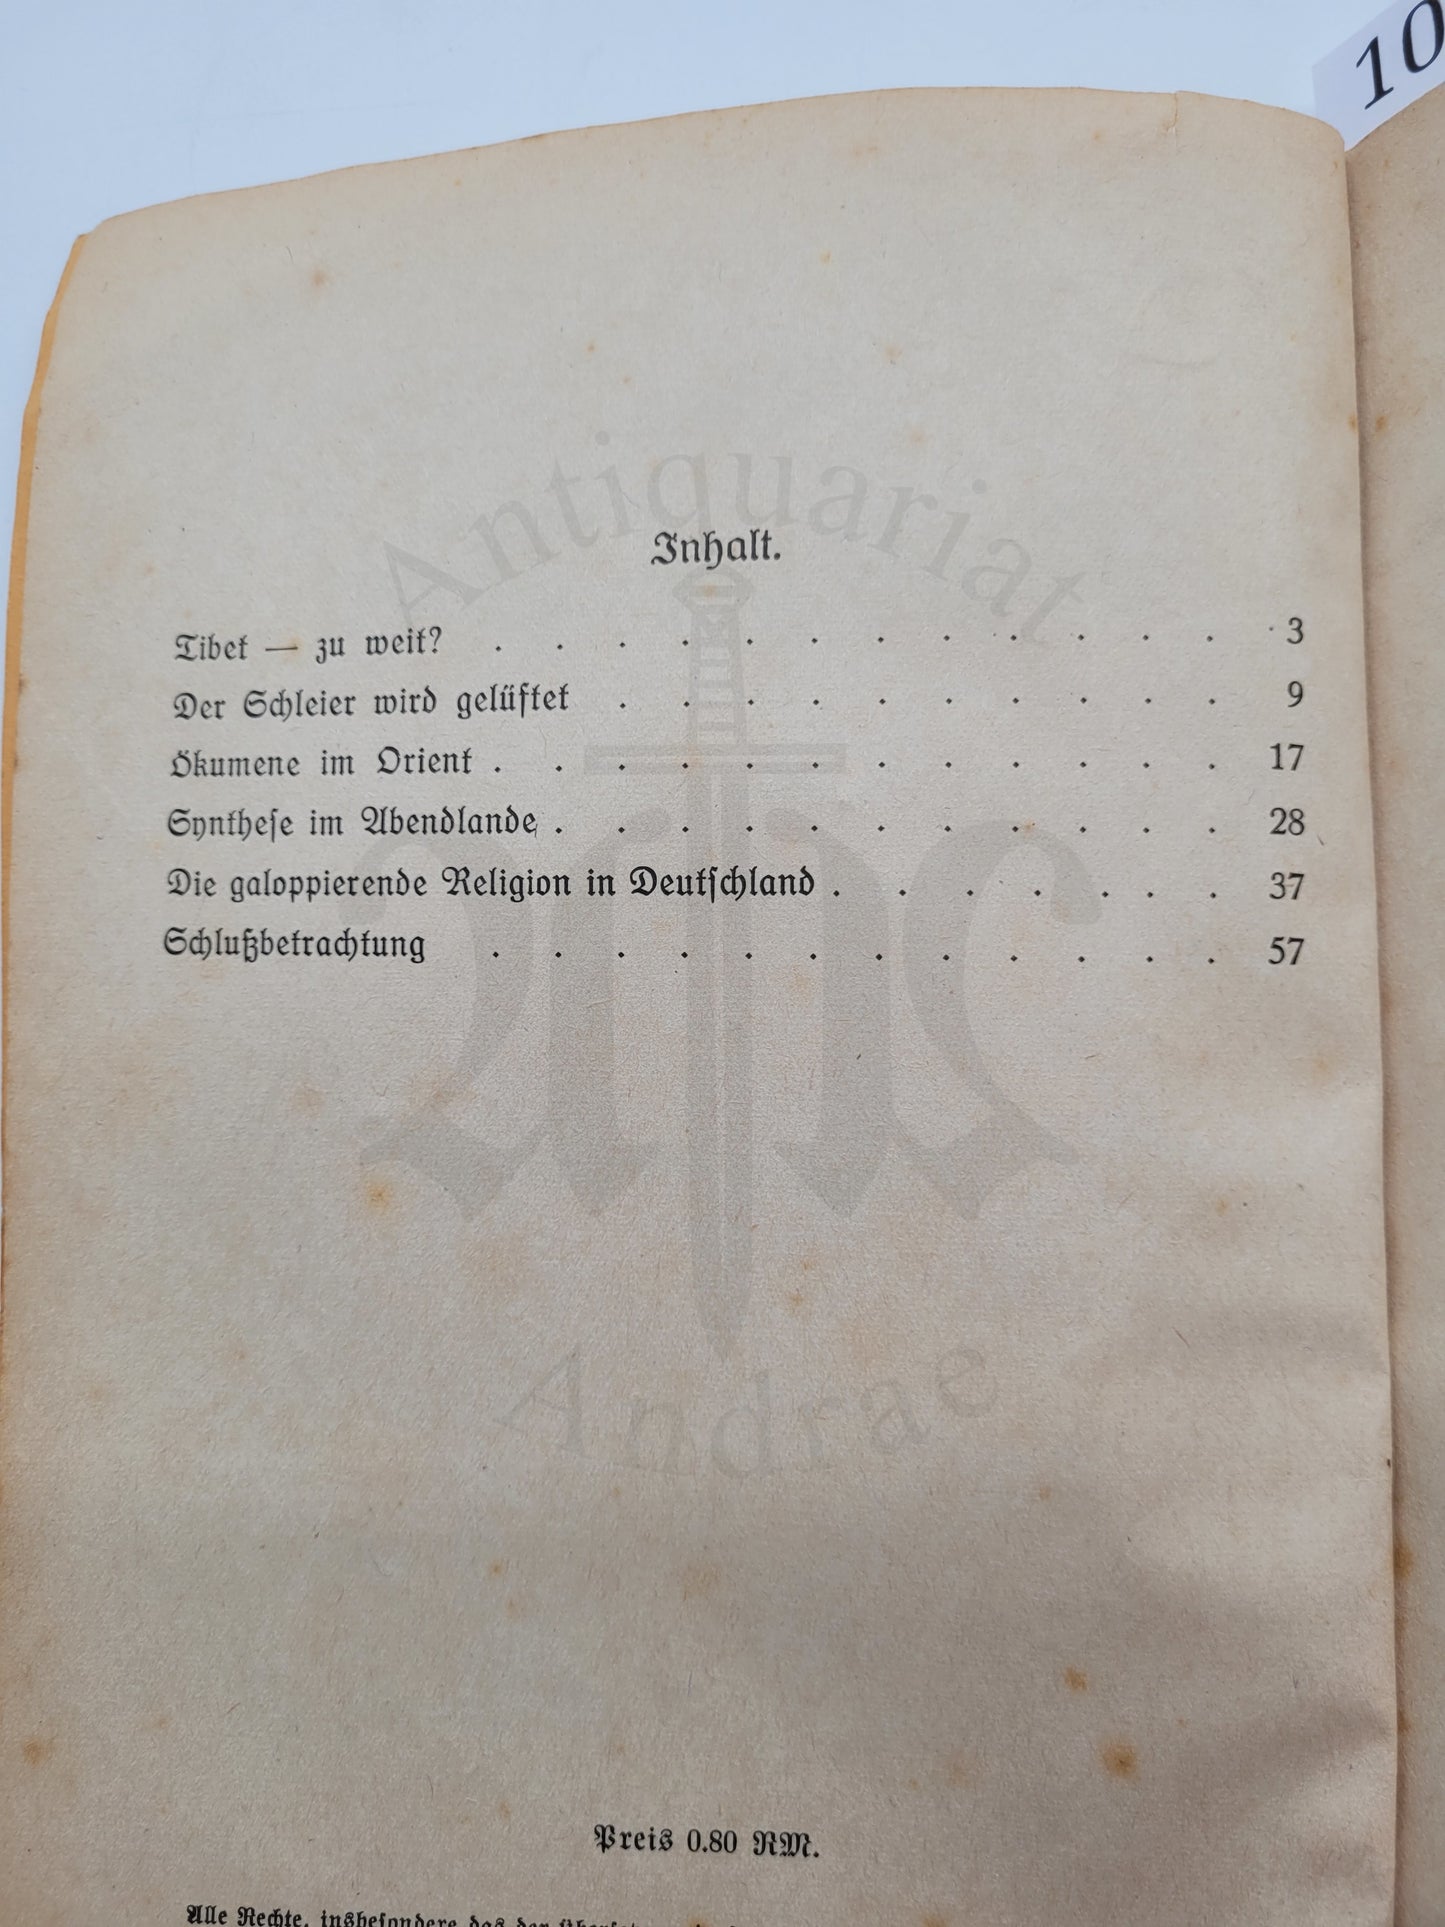 10
Antiquariat
Inhalt.
Tibet — zu weit? . . . . . . . . . . . . 3
Der Schleier wird gelüftet . . . . . . . . . . 9
Ökumene im Orient . . . . . . . . . . . . 17
Synthese im Abendlande . . . . . . . . . . . 28
Die galoppierende Religion in Deutschland . . . . . . . 37
Schlußbetrachtung . . . . . . . . . . . . 57
Andrae
Preis 0.80 RM.
Alle Rechte, insbesondere das der